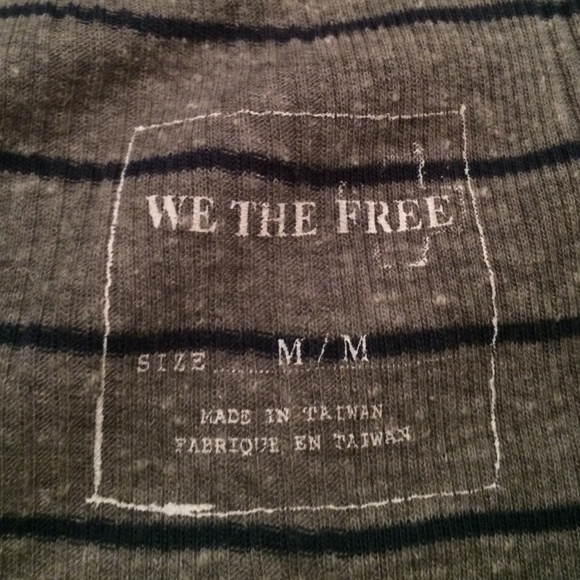 WE THE FREE
SIZE ........ M / M ........
MADE IN TAIWAN
FABRIQUE EN TAIWAN